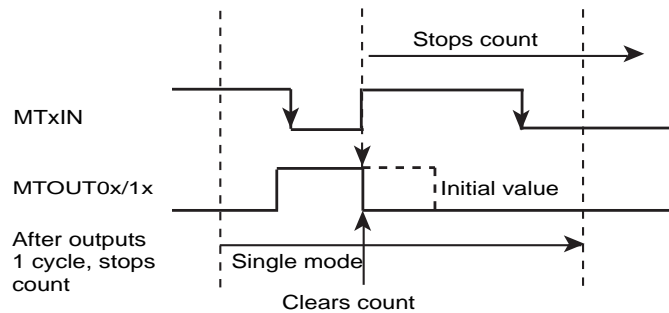 Stops count
MTxIN
MTOUT0x/1x
Initial value
After outputs
1 cycle, stops
count
Single mode
Clears count